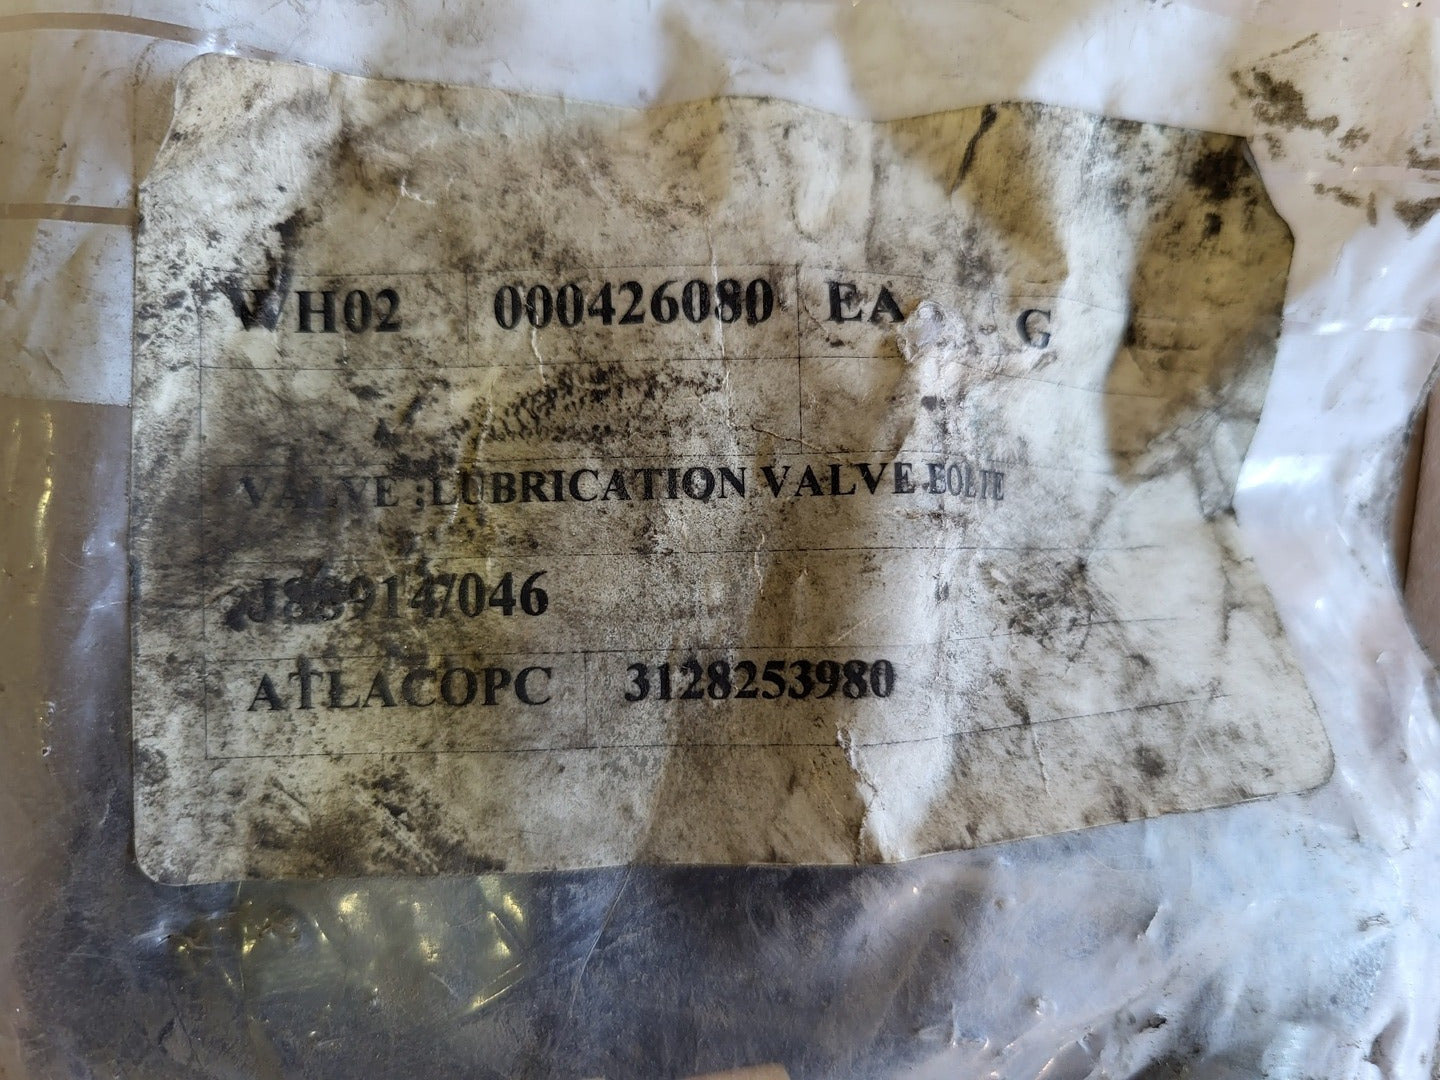 WH02 000426080 EA G
VALVE ;LUBRICATION VALVE
ATLACOPC 3128253980